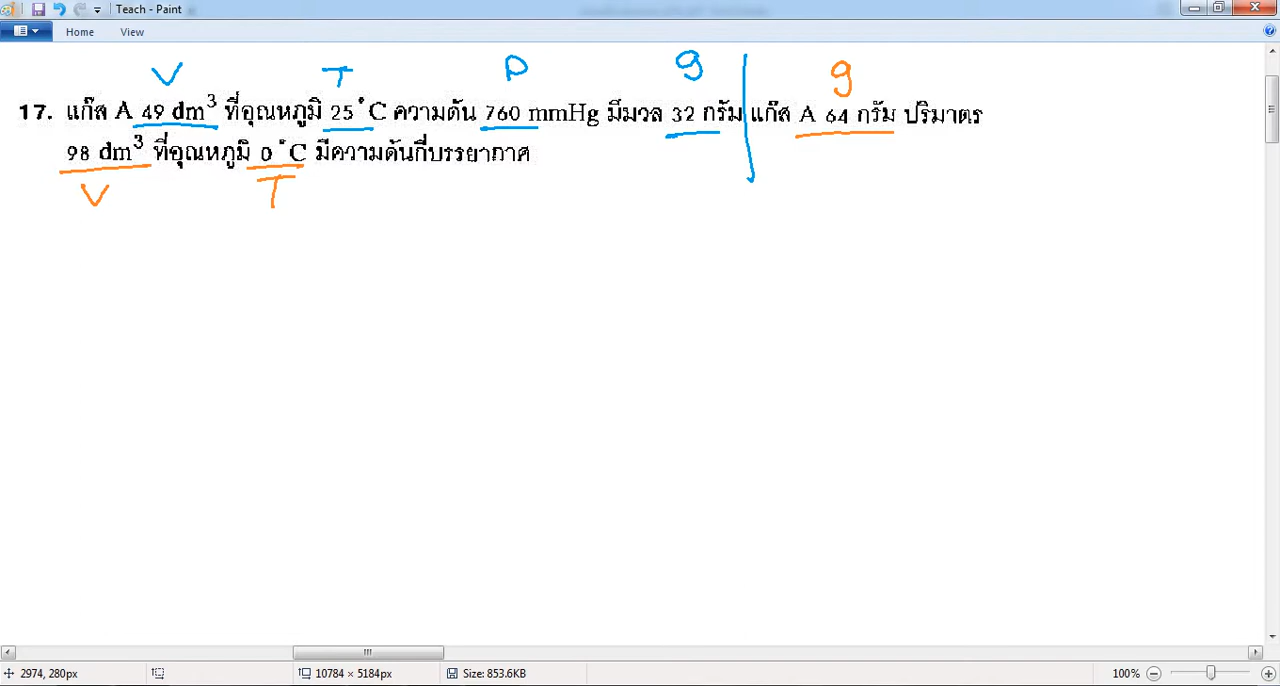 Teach - Paint
Home View
V T P g g
17. แก๊ส A 49 dm³ ที่อุณหภูมิ 25°C ความดัน 760 mmHg มีมวล 32 กรัม แก๊ส A 64 กรัม ปริมาตร
98 dm³ ที่อุณหภูมิ 0°C มีความดันกี่บรรยากาศ
V T
2974, 280px 10784 × 5184px Size: 853.6KB 100%